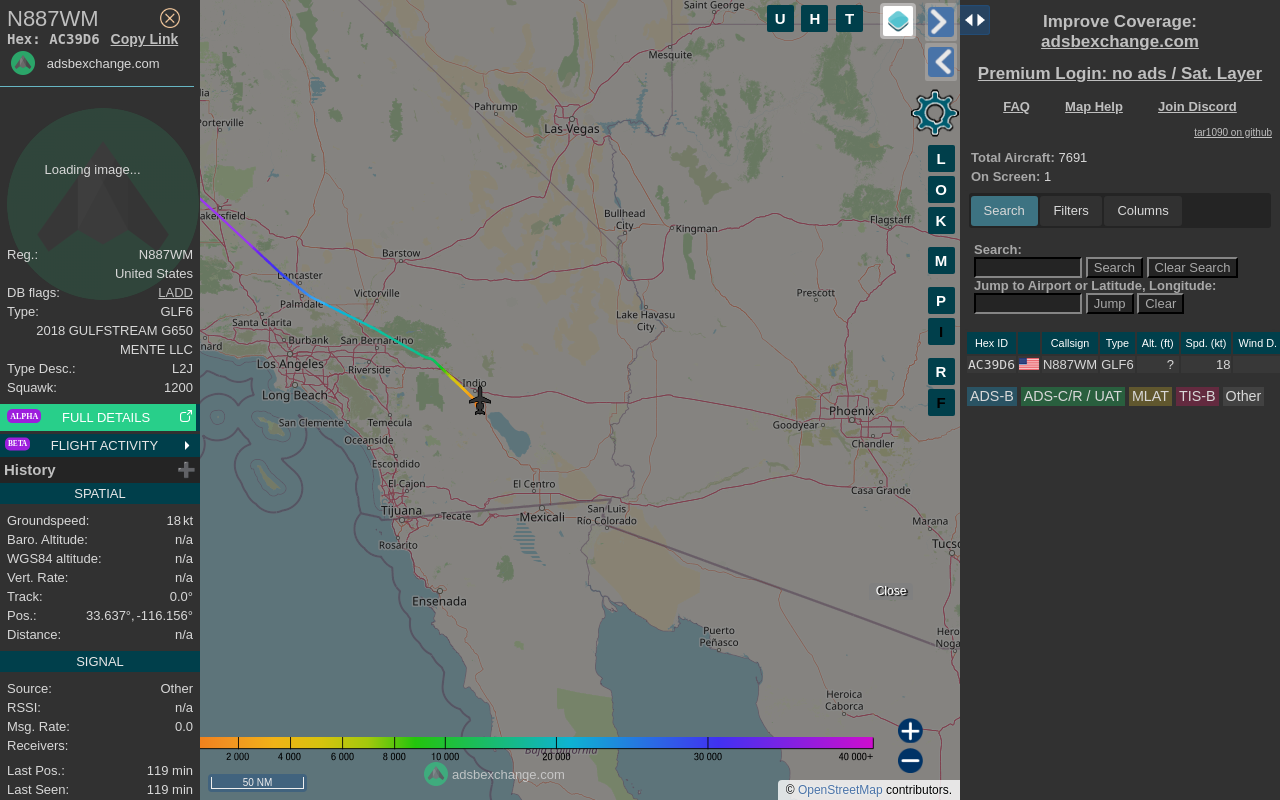 N887WM
Hex: AC39D6 Copy Link
adsbexchange.com
Loading image...
Reg.: N887WM
United States
DB flags: LADD
Type: GLF6
2018 GULFSTREAM G650
MENTE LLC
Type Desc.: L2J
Squawk: 1200
ALPHA FULL DETAILS
BETA FLIGHT ACTIVITY
History
SPATIAL
Groundspeed: 18 kt
Baro. Altitude: n/a
WGS84 altitude: n/a
Vert. Rate: n/a
Track: 0.0°
Pos.: 33.637°, -116.156°
Distance: n/a
SIGNAL
Source: Other
RSSI: n/a
Msg. Rate: 0.0
Receivers:
Last Pos.: 119 min
Last Seen: 119 min
Saint George
U H T
Mesquite
Porterville
Pahrump
Las Vegas
L
O
K
M
P
I
R
F
akersfield
Bullhead City
Kingman
Flagstaff
Barstow
Lancaster
Victorville
Palmdale
Prescott
Lake Havasu City
Santa Clarita
nard
Burbank
San Bernardino
Los Angeles
Riverside
Indio
Long Beach
Phoenix
San Clemente
Temecula
Goodyear
Oceanside
Chandler
Escondido
El Cajon
El Centro
Casa Grande
Tijuana
Tecate
Mexicali
San Luis Río Colorado
Marana
Rosarito
Tucso
Close
Ensenada
Puerto Peñasco
Hero
Noga
Heroica Caborca
Baja California
2 000 4 000 6 000 8 000 10 000 20 000 30 000 40 000+
adsbexchange.com
50 NM
© OpenStreetMap contributors.
Improve Coverage:
adsbexchange.com
Premium Login: no ads / Sat. Layer
FAQ Map Help Join Discord
tar1090 on github
Total Aircraft: 7691
On Screen: 1
Search Filters Columns
Search:
Search Clear Search
Jump to Airport or Latitude, Longitude:
Jump Clear
Hex ID Callsign Type Alt. (ft) Spd. (kt) Wind D.
AC39D6 N887WM GLF6 ? 18
ADS-B ADS-C/R / UAT MLAT TIS-B Other